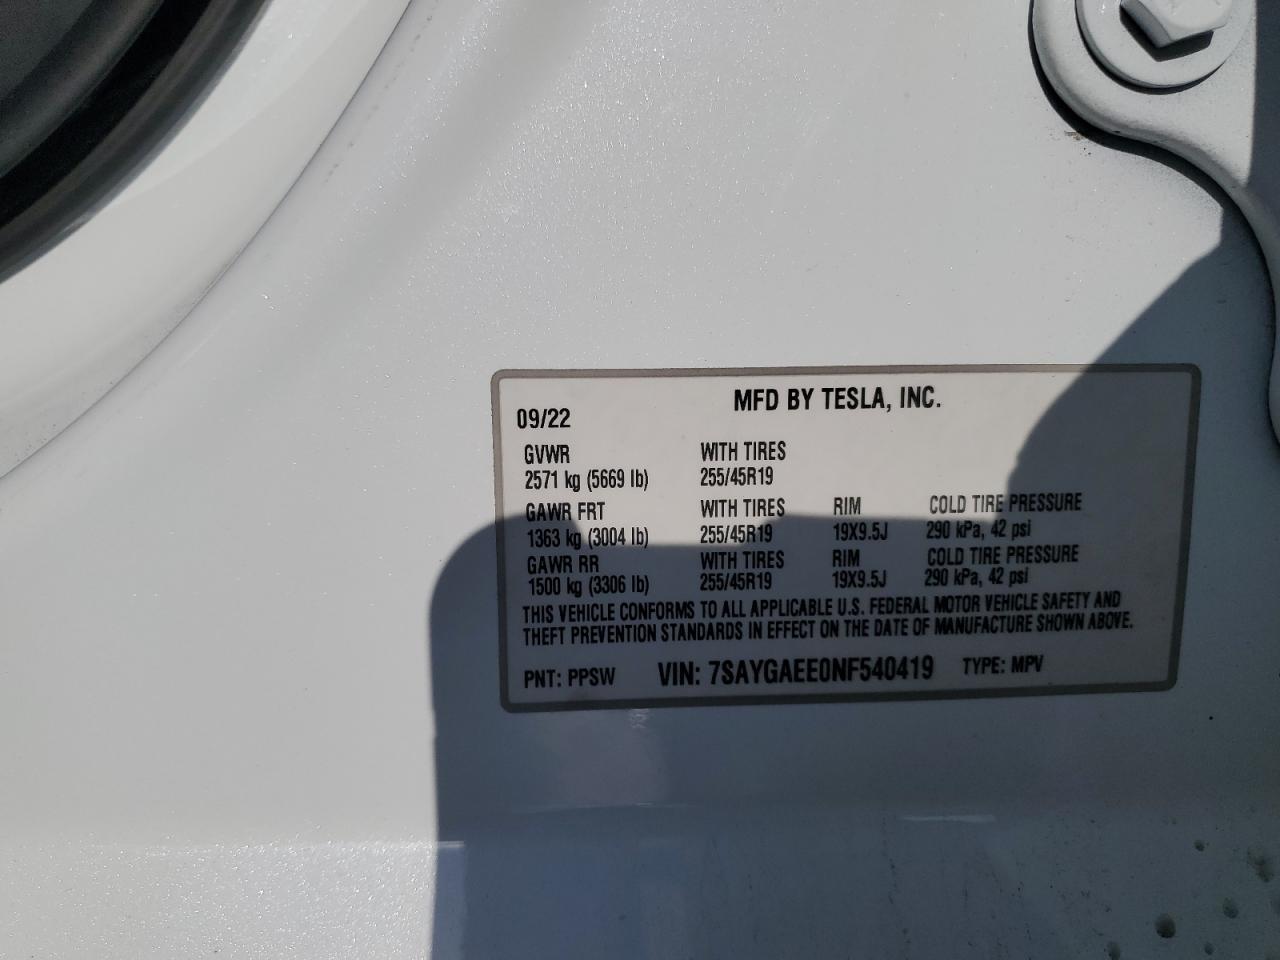 MFD BY TESLA, INC.
09/22
GVWR WITH TIRES
2571 kg (5669 lb) 255/45R19
GAWR FRT WITH TIRES RIM COLD TIRE PRESSURE
1363 kg (3004 lb) 255/45R19 19X9.5J 290 kPa, 42 psi
GAWR RR WITH TIRES RIM COLD TIRE PRESSURE
1500 kg (3306 lb) 255/45R19 19X9.5J 290 kPa, 42 psi
THIS VEHICLE CONFORMS TO ALL APPLICABLE U.S. FEDERAL MOTOR VEHICLE SAFETY AND
THEFT PREVENTION STANDARDS IN EFFECT ON THE DATE OF MANUFACTURE SHOWN ABOVE.
PNT: PPSW VIN: 7SAYGAEE0NF540419 TYPE: MPV